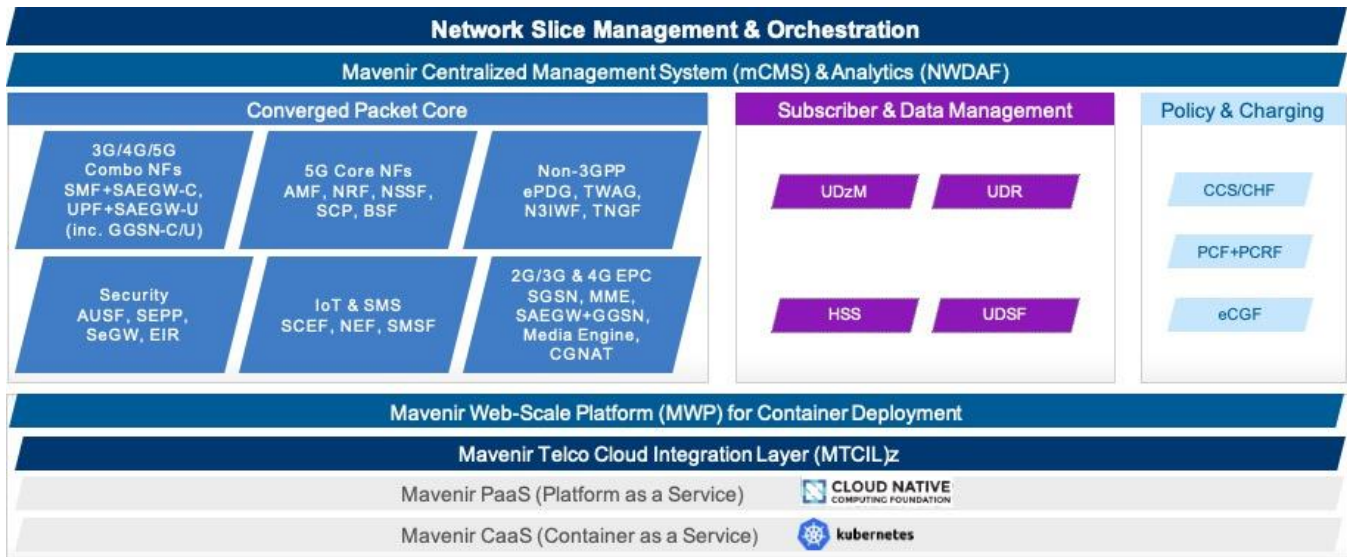 Network Slice Management & Orchestration
Mavenir Centralized Management System (mCMS) & Analytics (NWDAF)
Converged Packet Core
3G/4G/5G
Combo NFs
SMF+SAEGW-C,
UPF+SAEGW-U
(inc. GGSN-C/U)
5G Core NFs
AMF, NRF, NSSF,
SCP, BSF
Non-3GPP
ePDG, TWAG,
N3IWF, TNGF
Security
AUSF, SEPP,
SeGW, EIR
IoT & SMS
SCEF, NEF, SMSF
2G/3G & 4G EPC
SGSN, MME,
SAEGW+GGSN,
Media Engine,
CGNAT
Subscriber & Data Management
UDzM
UDR
HSS
UDSF
Policy & Charging
CCS/CHF
PCF+PCRF
eCGF
Mavenir Web-Scale Platform (MWP) for Container Deployment
Mavenir Telco Cloud Integration Layer (MTCIL)z
Mavenir PaaS (Platform as a Service)
CLOUD NATIVE
COMPUTING FOUNDATION
Mavenir CaaS (Container as a Service)
kubernetes